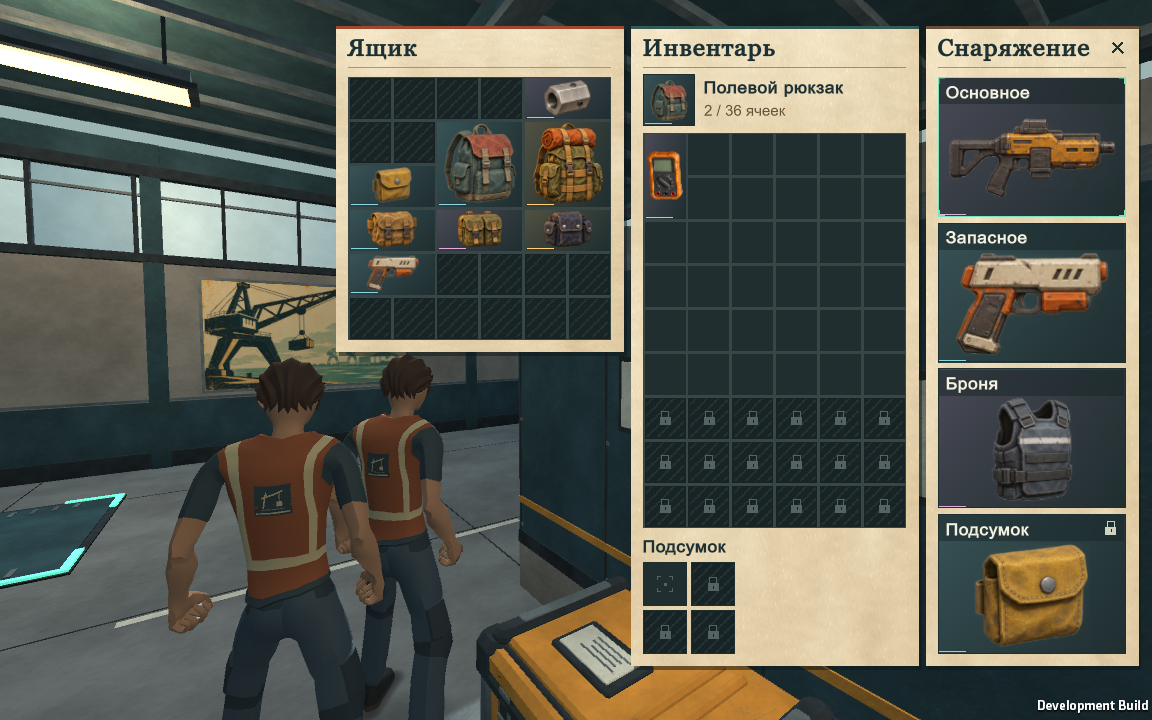 Ящик
Инвентарь
Полевой рюкзак
2 / 36 ячеек
Подсумок
Снаряжение
Основное
Запасное
Броня
Подсумок
Development Build